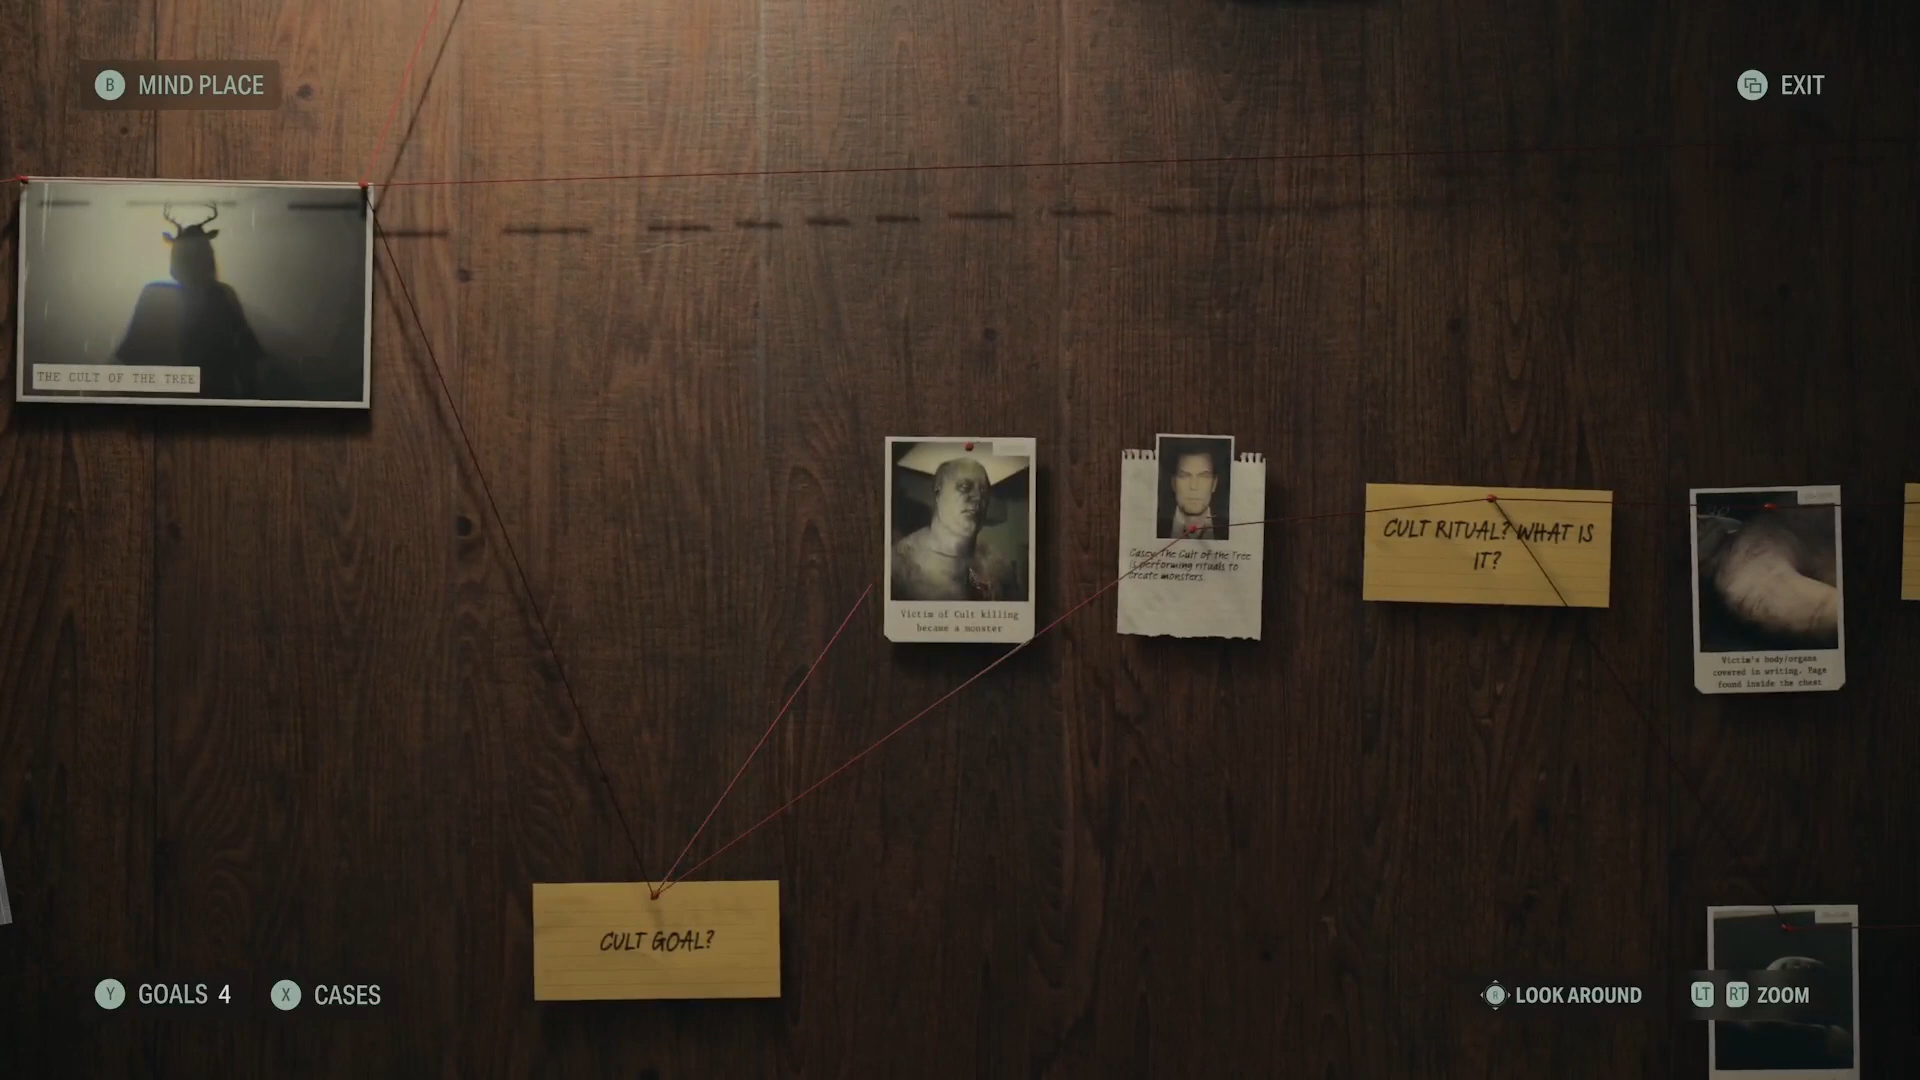 B MIND PLACE
EXIT
THE CULT OF THE TREE
Victim of Cult killing
became a monster
Casey: The Cult of the Tree
is performing rituals to
create monsters.
CULT RITUAL? WHAT IS
IT?
Victim's body/organs
covered in writing. Page
found inside the chest
CULT GOAL?
Y GOALS 4
X CASES
R LOOK AROUND
LT RT ZOOM